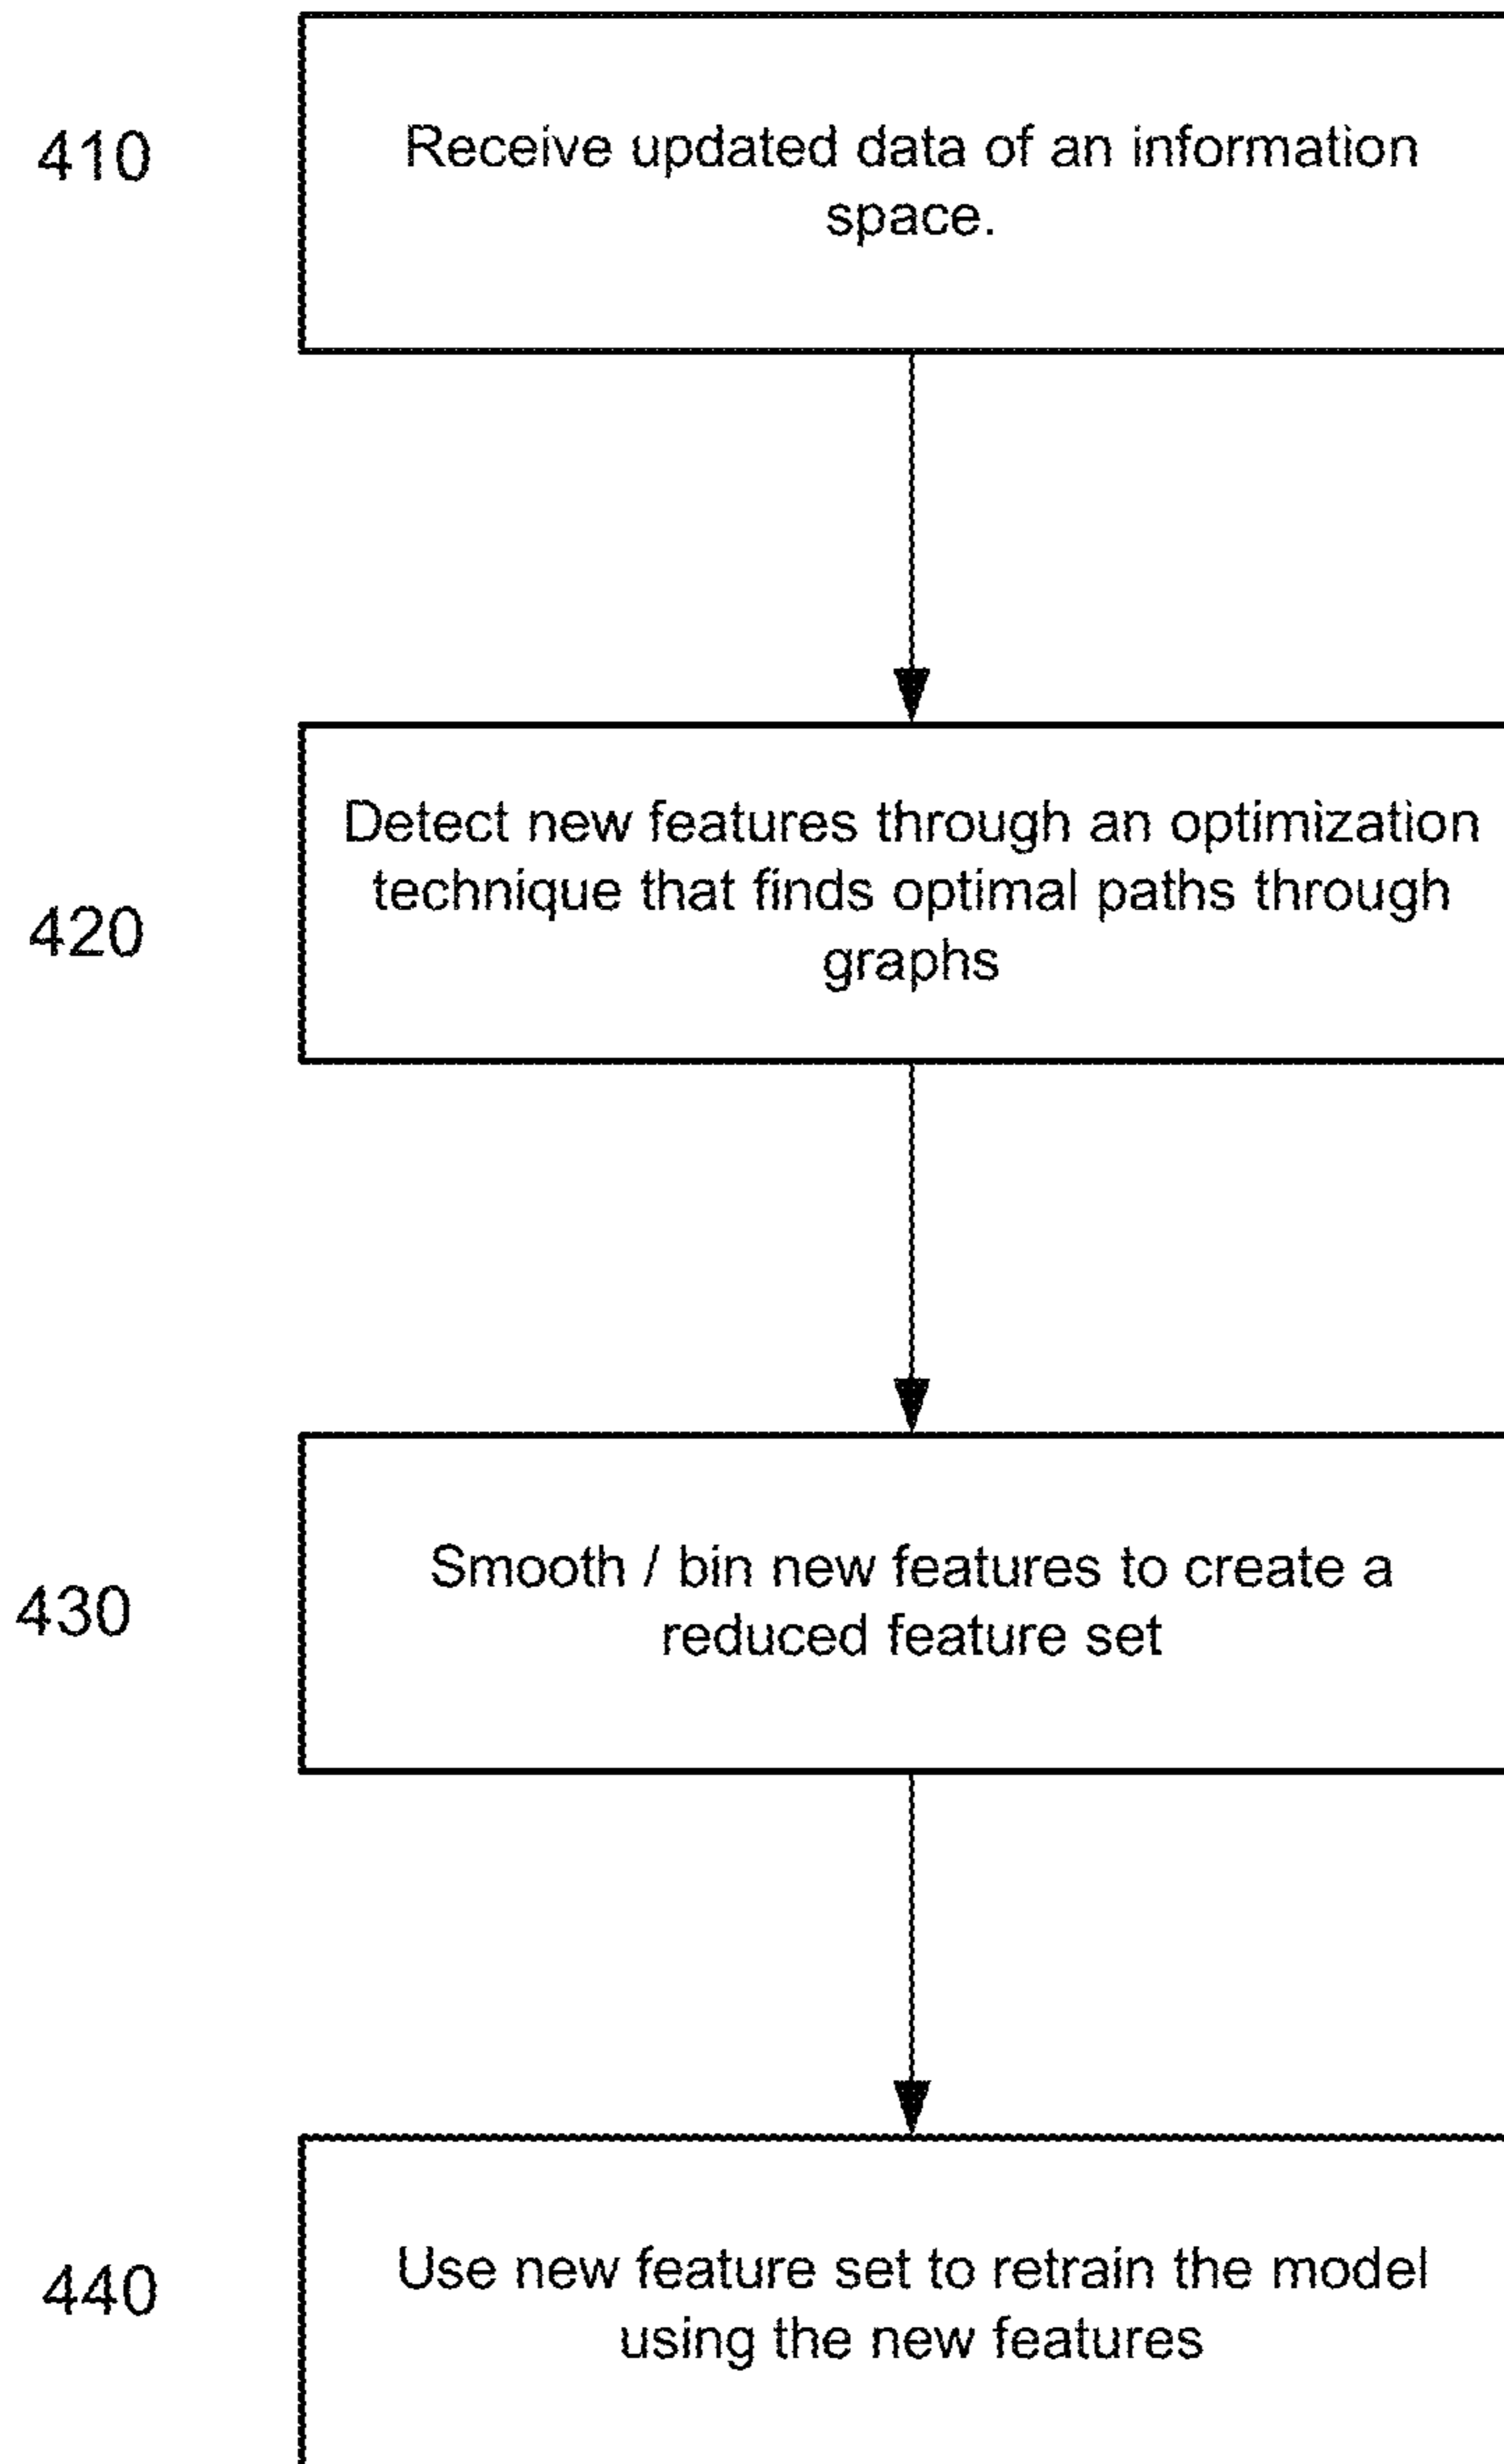 410
Receive updated data of an information
space.
420
Detect new features through an optimization
technique that finds optimal paths through
graphs
430
Smooth / bin new features to create a
reduced feature set
440
Use new feature set to retrain the model
using the new features